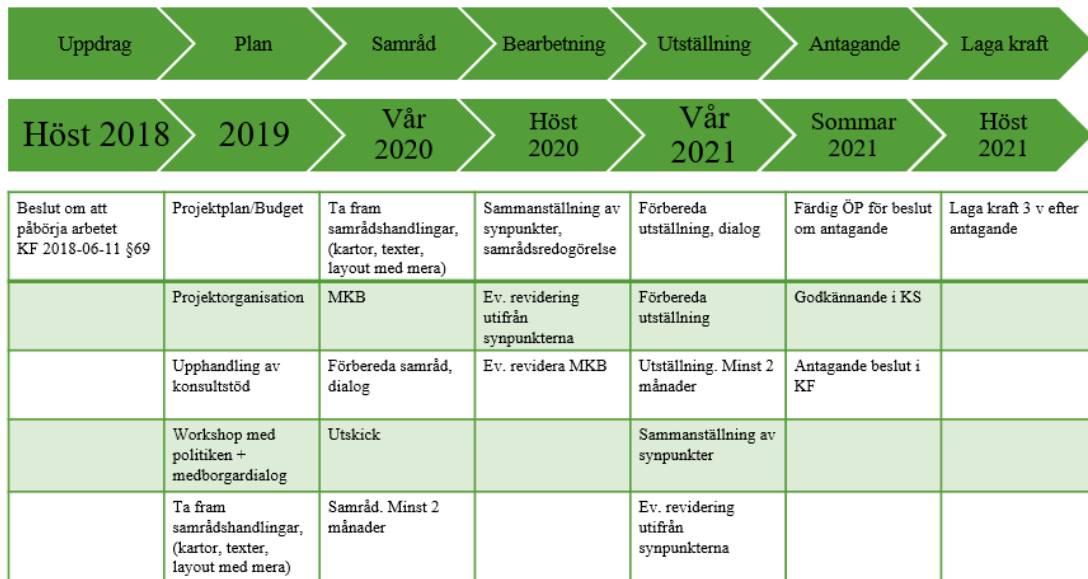 Uppdrag
Plan
Samråd
Bearbetning
Utställning
Antagande
Laga kraft
Höst 2018
2019
Vår
2020
Höst
2020
Vår
2021
Sommar
2021
Höst
2021
Beslut om att
påbörja arbetet
KF 2018-06-11 §69
Projektplan/Budget
Ta fram
samrådshandlingar,
(kartor, texter,
layout med mera)
Sammanställning av
synpunkter,
samrådsredogörelse
Förbereda
utställning, dialog
Färdig ÖP för beslut
om antagande
Laga kraft 3 v efter
antagande
Projektorganisation
MKB
Ev. revidering
utifrån
synpunkterna
Förbereda
utställning
Godkännande i KS
Upphandling av
konsultstöd
Förbereda samråd,
dialog
Ev. revidera MKB
Utställning. Minst 2
månader
Antagande beslut i
KF
Workshop med
politiken +
medborgardialog
Utskick
Sammanställning av
synpunkter
Ta fram
samrådshandlingar,
(kartor, texter,
layout med mera)
Samråd. Minst 2
månader
Ev. revidering
utifrån
synpunkterna